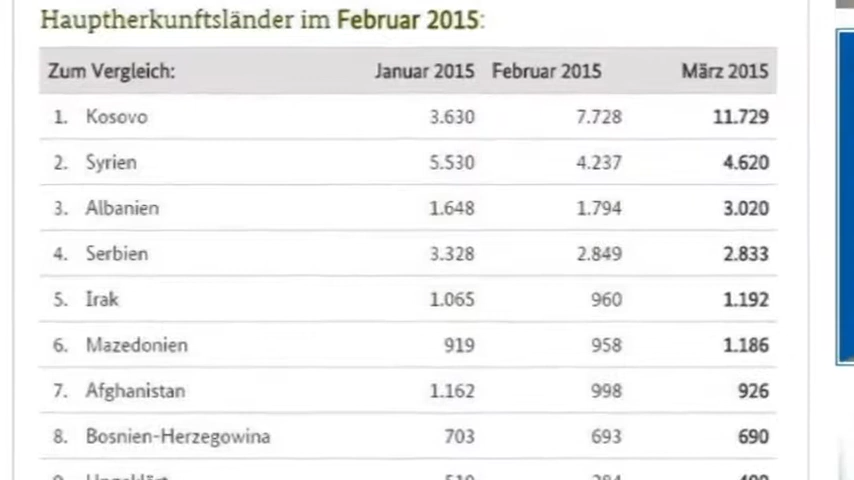 Hauptherkunftsländer im Februar 2015:
Zum Vergleich: Januar 2015 Februar 2015 März 2015
1. Kosovo 3.630 7.728 11.729
2. Syrien 5.530 4.237 4.620
3. Albanien 1.648 1.794 3.020
4. Serbien 3.328 2.849 2.833
5. Irak 1.065 960 1.192
6. Mazedonien 919 958 1.186
7. Afghanistan 1.162 998 926
8. Bosnien-Herzegowina 703 693 690